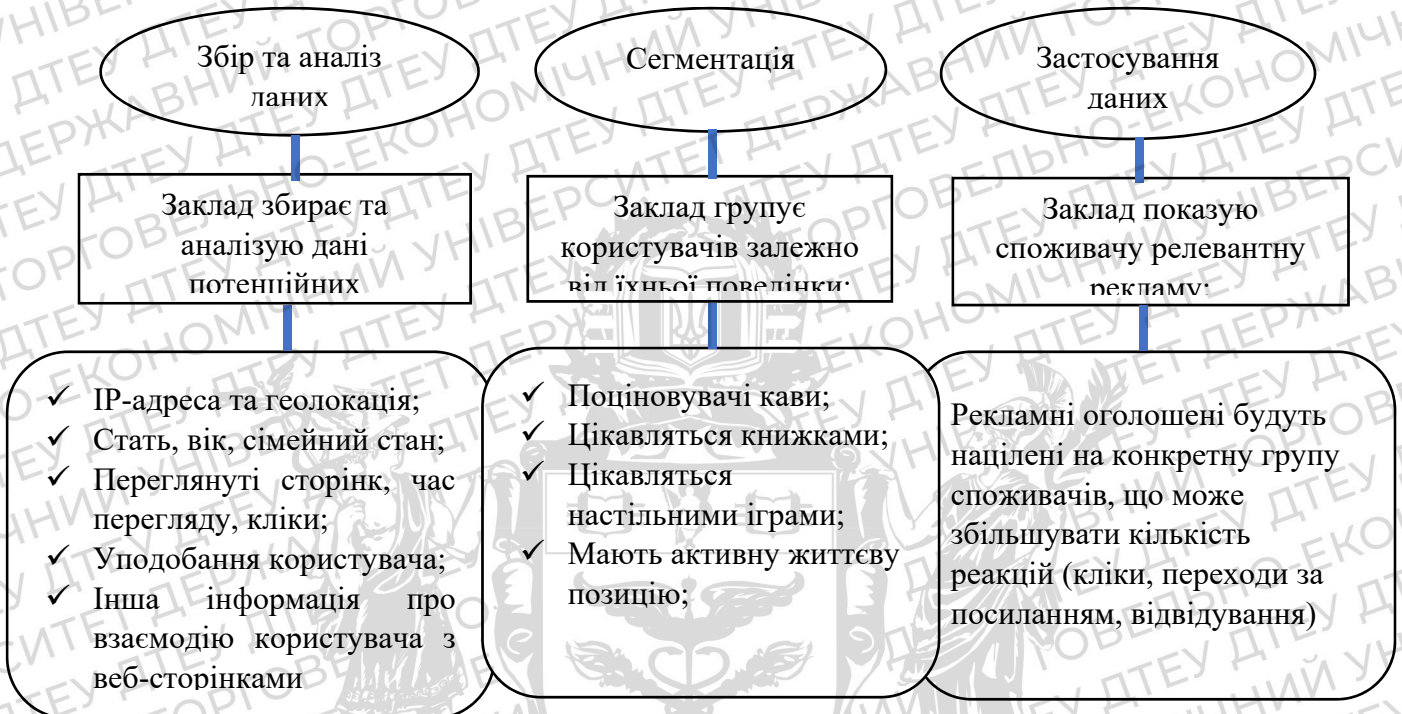 Збір та аналіз
даних
Заклад збирає та
аналізую дані
потенційних
IP-адреса та геолокація;
Стать, вік, сімейний стан;
Переглянуті сторінк, час
перегляду, кліки;
Уподобання користувача;
Інша інформація про
взаємодію користувача з
веб-сторінками
Сегментація
Заклад групує
користувачів залежно
від їхньої поведінки:
Поціновувачі кави;
Цікавляться книжками;
Цікавляться
настільними іграми;
Мають активну життєву
позицію;
Застосування
даних
Заклад показую
споживачу релевантну
рекламу:
Рекламні оголошені будуть
націлені на конкретну групу
споживачів, що може
збільшувати кількість
реакцій (кліки, переходи за
посиланням, відвідування)